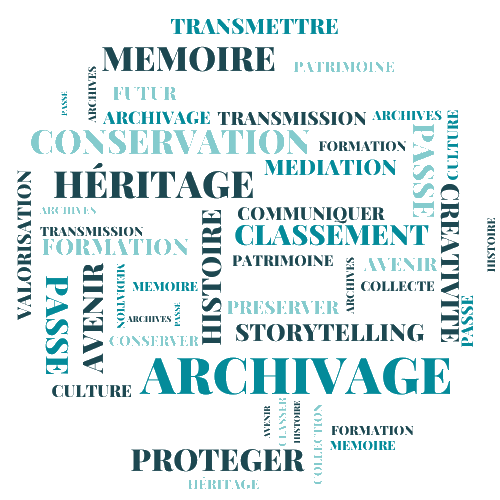 TRANSMETTRE
MEMOIRE
PATRIMOINE
ARCHIVES
PASSE
FUTUR
ARCHIVAGE
TRANSMISSION
ARCHIVES
CULTURE
CONSERVATION
FORMATION
PASSE
MEDIATION
HÉRITAGE
VALORISATION
CREATIVITE
ARCHIVES
COMMUNIQUER
HISTOIRE
HISTOIRE
TRANSMISSION
CLASSEMENT
FORMATION
PATRIMOINE
AVENIR
ARCHIVES
AVENIR
MEDIATION
PASSE
MEMOIRE
COLLECTE
PASSE
PASSE
ARCHIVES
PRESERVER
STORYTELLING
CONSERVER
ARCHIVAGE
CULTURE
AVENIR
CLASSER
HISTOIRE
COLLECTION
FORMATION
MEMOIRE
PROTEGER
HÉRITAGE